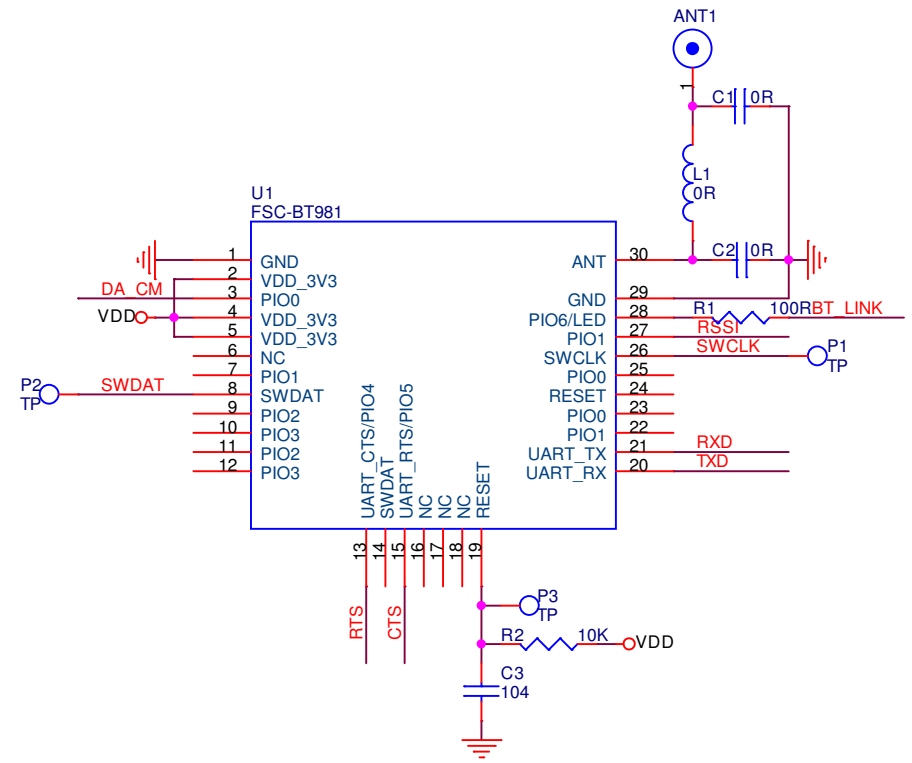 ANT1
1
C1 0R
L1
0R
U1
FSC-BT981
C2 0R
1 GND
2 VDD_3V3
DA_CM 3 PIO0
VDD 4 VDD_3V3
5 VDD_3V3
6 NC
7 PIO1
P2
TP
SWDAT 8 SWDAT
9 PIO2
10 PIO3
11 PIO2
12 PIO3
ANT 30
GND 29
PIO6/LED 28 R1 100R BT_LINK
PIO1 27 RSSI
SWCLK 26 SWCLK P1
TP
PIO0 25
RESET 24
PIO0 23
PIO1 22
UART_TX 21 RXD
UART_RX 20 TXD
UART_CTS/PIO4
SWDAT
UART_RTS/PIO5
NC
NC
NC
RESET
13
14
15
16
17
18
19
RTS
CTS
P3
TP
R2 10K VDD
C3
104